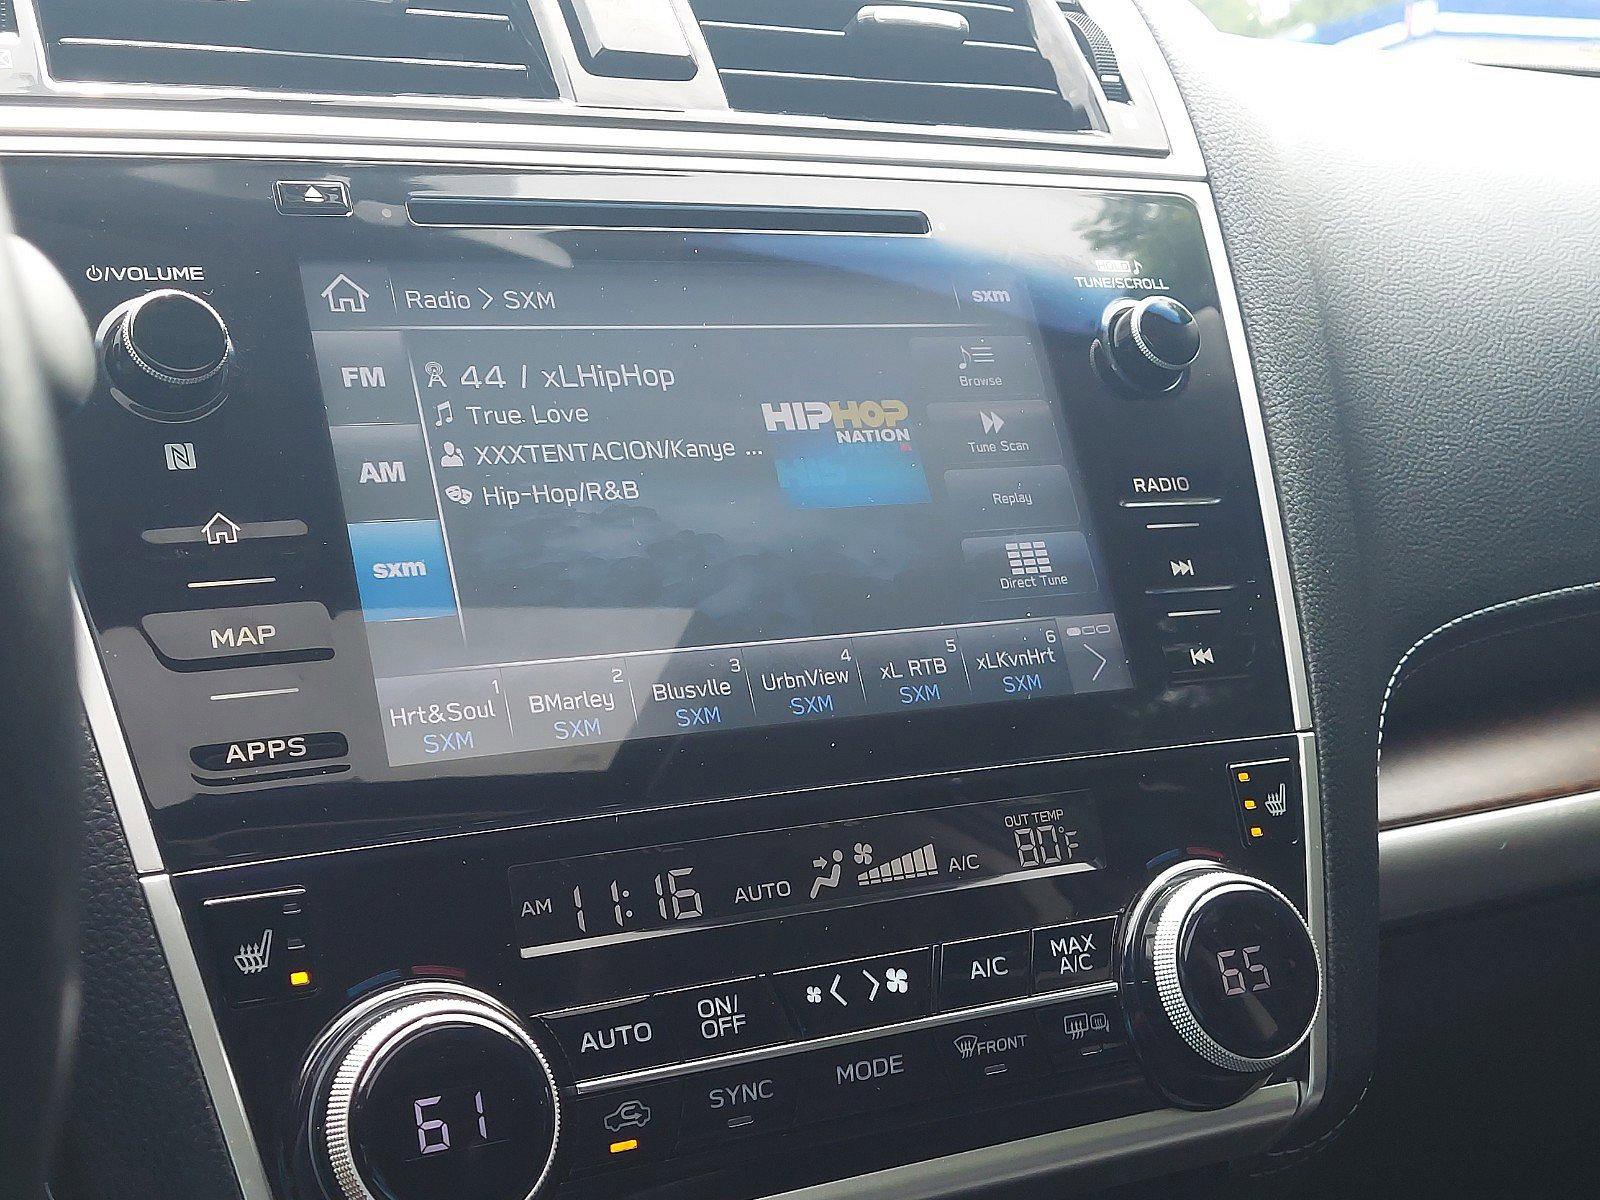 ⏻/VOLUME
HOLD ♪
TUNE/SCROLL
Radio > SXM
sxm
FM
AM
sxm
44 / xLHipHop
True Love
XXXTENTACION/Kanye ...
Hip-Hop/R&B
HIPHOP
NATION
Browse
Tune Scan
Replay
Direct Tune
N
MAP
APPS
RADIO
1 2 3 4 5 6
Hrt&Soul BMarley Blusvlle UrbnView xL RTB xLKvnHrt
SXM SXM SXM SXM SXM SXM
AM 11:16 AUTO A/C
OUT TEMP
80°F
AUTO
ON/
OFF
A/C
MAX
A/C
SYNC
MODE
FRONT
61
65